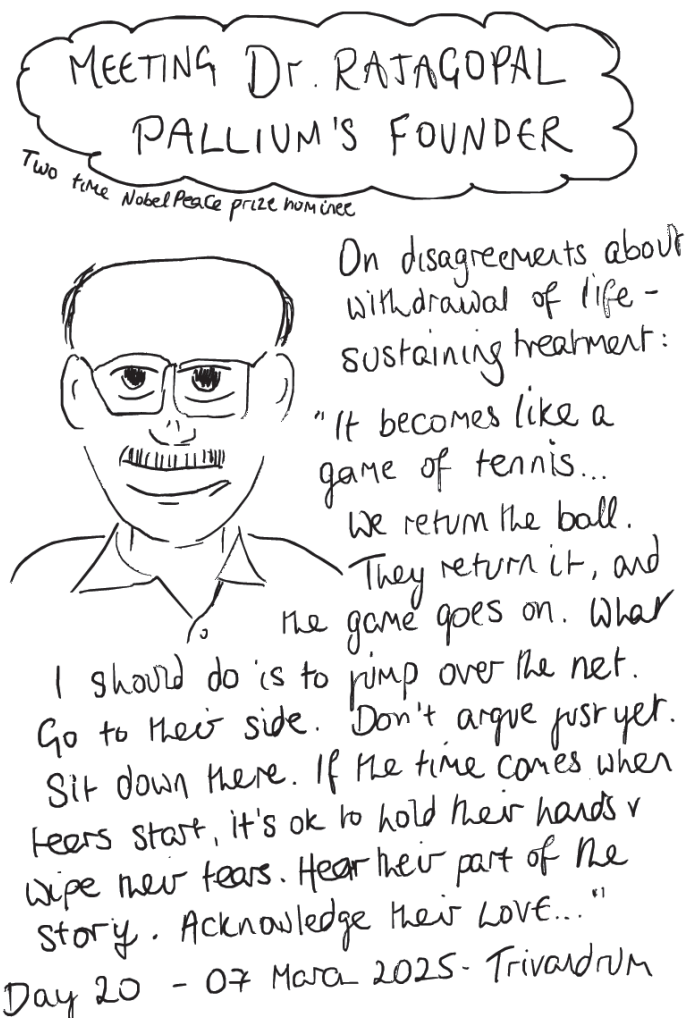 MEETING Dr. RAJAGOPAL
PALLIUM'S FOUNDER
Two time Nobel Peace prize nominee
On disagreements about
withdrawal of life-
sustaining treatment:
"It becomes like a
game of tennis...
We return the ball.
They return it, and
the game goes on. What
I should do is to jump over the net.
Go to their side. Don't argue just yet.
Sit down there. If the time comes when
tears start, it's ok to hold their hands &
wipe their tears. Hear their part of the
story. Acknowledge their LOVE..."
Day 20 - 07 March 2025 - Trivandrum